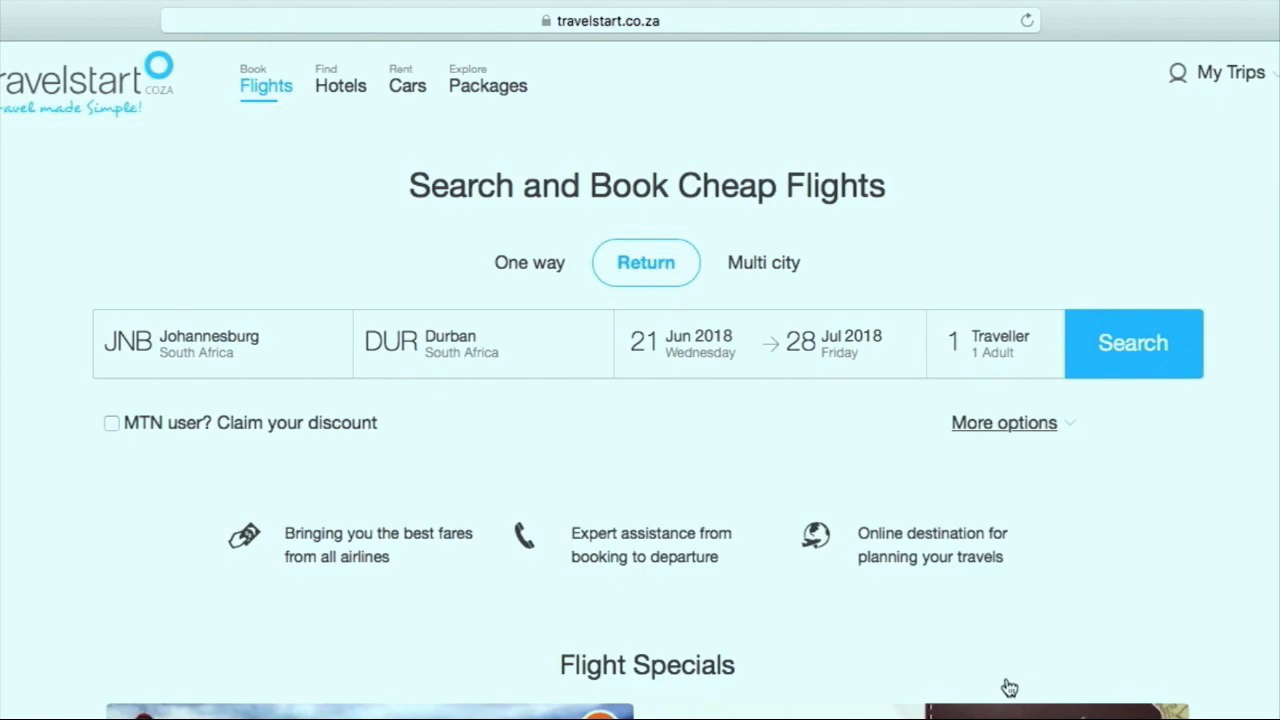 travelstart.co.za
ravelstart COZA
ravel made Simple!
Book
Flights
Find
Hotels
Rent
Cars
Explore
Packages
My Trips
Search and Book Cheap Flights
One way
Return
Multi city
JNB Johannesburg
South Africa
DUR Durban
South Africa
21 Jun 2018
Wednesday
28 Jul 2018
Friday
1 Traveller
1 Adult
Search
MTN user? Claim your discount
More options
Bringing you the best fares
from all airlines
Expert assistance from
booking to departure
Online destination for
planning your travels
Flight Specials